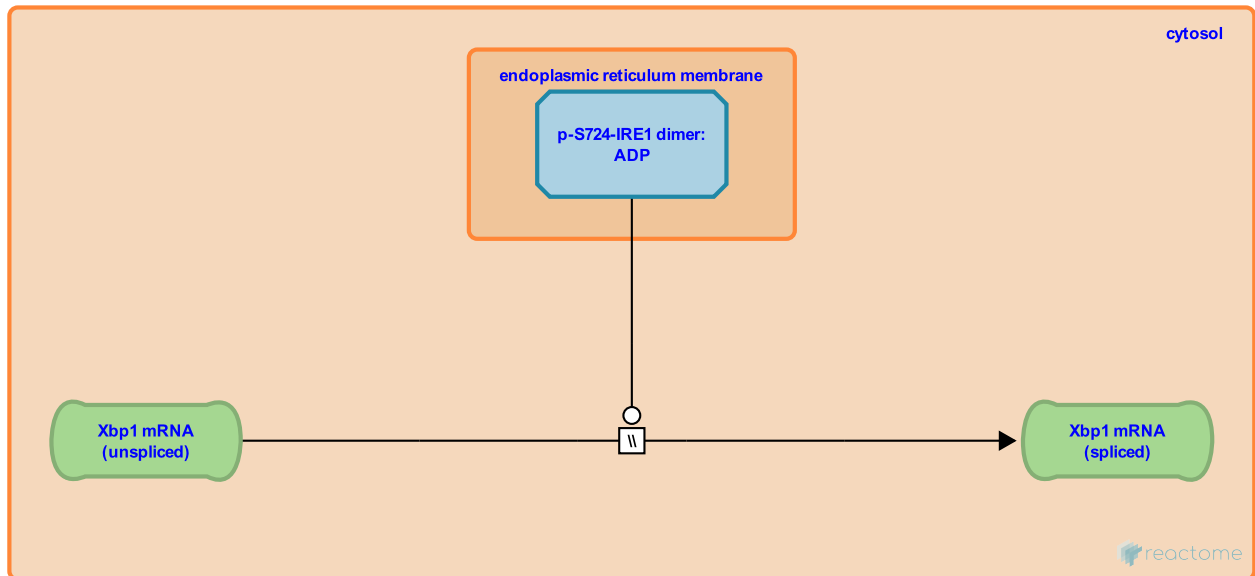 cytosol
endoplasmic reticulum membrane
p-S724-IRE1 dimer:
ADP
Xbp1 mRNA
(unspliced)
\\
Xbp1 mRNA
(spliced)
reactome